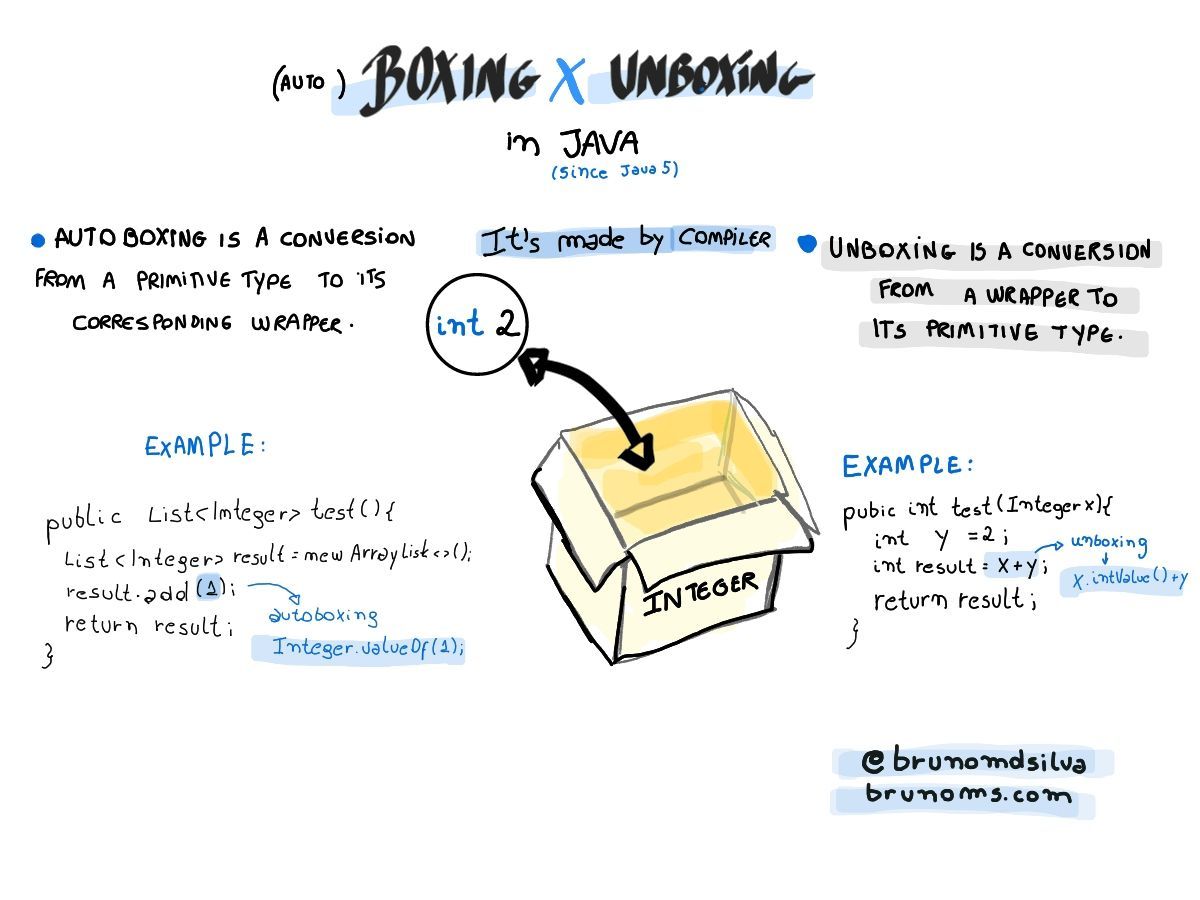 (AUTO) BOXING X UNBOXING
in JAVA
(Since Java 5)
• AUTOBOXING IS A CONVERSION
FROM A PRIMITIVE TYPE TO ITS
CORRESPONDING WRAPPER.
It's made by COMPILER
• UNBOXING IS A CONVERSION
FROM A WRAPPER TO
ITS PRIMITIVE TYPE.
int 2
INTEGER
EXAMPLE:
public List<Integer> test(){
List<Integer> result = new ArrayList<>();
result.add(1);
autoboxing
Integer.valueOf(1);
return result;
}
EXAMPLE:
pubic int test(Integer x){
int y = 2;
int result = x+y;
unboxing
x.intValue()+y
return result;
}
@brunomdsilva
brunoms.com